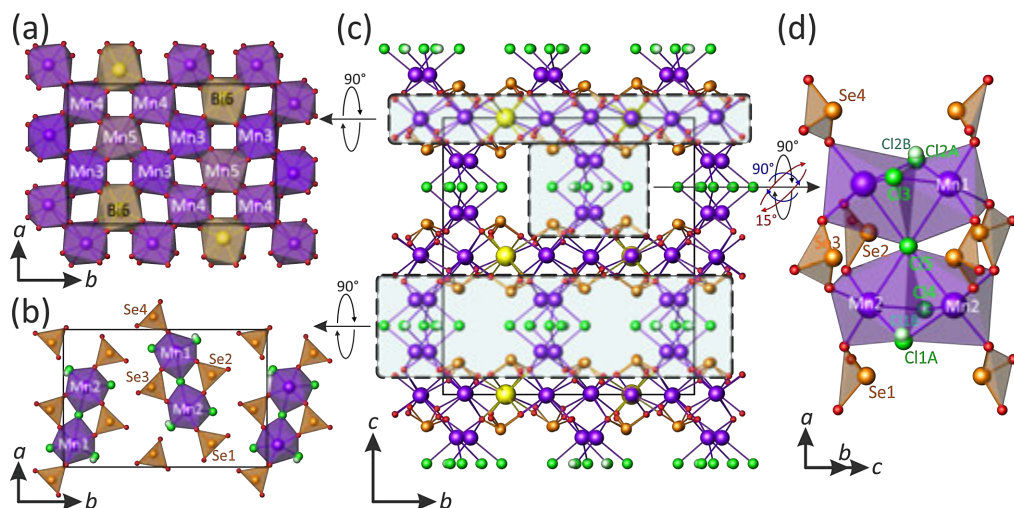 (a)
Mn4
Mn4
Bi6
Mn5
Mn3
Mn3
Mn3
Mn3
Mn5
Bi6
Mn4
Mn4
a
b
90°
(b)
Se4
Mn1
Se2
Mn2
Se3
Mn2
Mn1
Se1
a
b
90°
(c)
c
b
90°
90°
15°
(d)
Se4
Cl2B
Cl2A
Cl3
Mn1
Se2
Cl5
Mn2
Cl4
Mn2
Cl1A
Se1
a
b
c